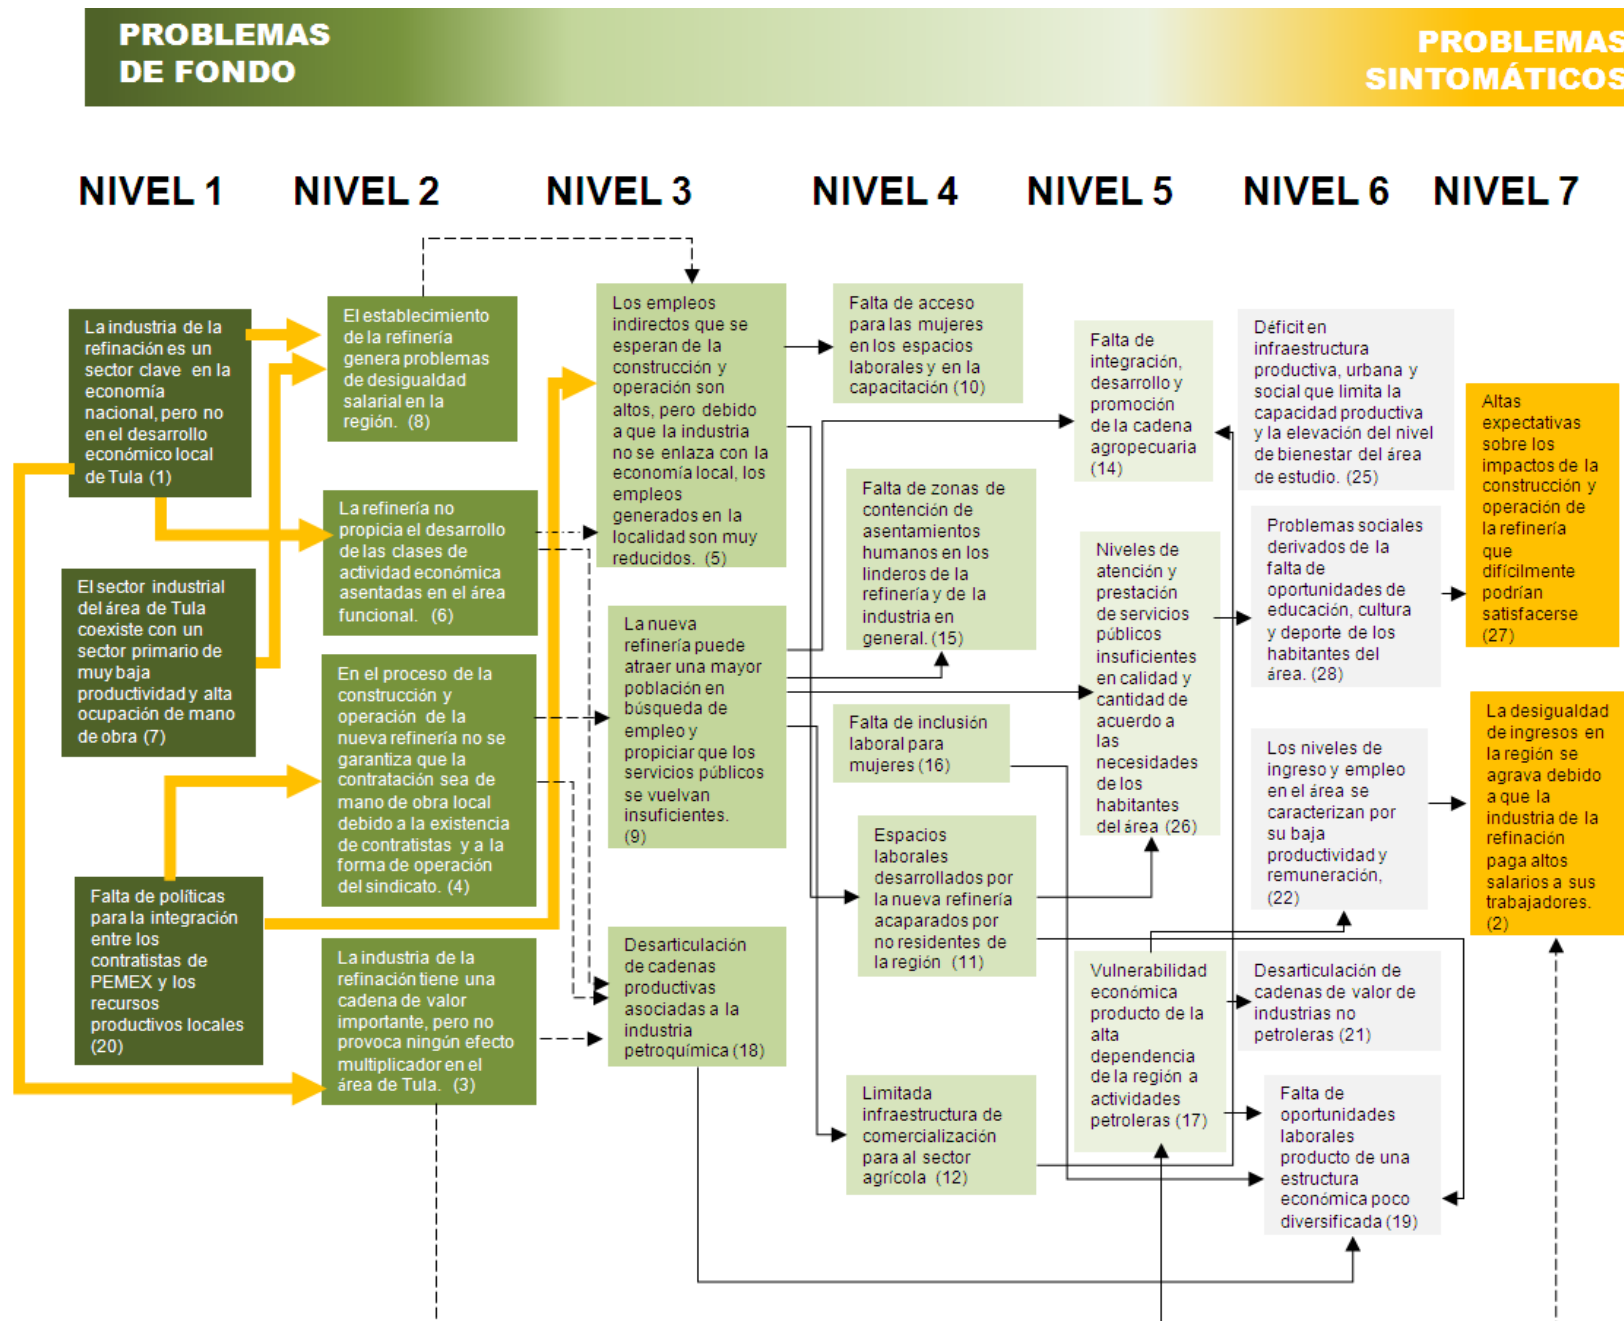 PROBLEMAS
DE FONDO
PROBLEMAS
SINTOMÁTICOS
NIVEL 1
NIVEL 2
NIVEL 3
NIVEL 4
NIVEL 5
NIVEL 6
NIVEL 7
La industria de la
refinación es un
sector clave en la
economía
nacional, pero no
en el desarrollo
económico local
de Tula (1)
El sector industrial
del área de Tula
coexiste con un
sector primario de
muy baja
productividad y alta
ocupación de mano
de obra (7)
Falta de políticas
para la integración
entre los
contratistas de
PEMEX y los
recursos
productivos locales
(20)
El establecimiento
de la refinería
genera problemas
de desigualdad
salarial en la
región. (8)
La refinería no
propicia el desarrollo
de las clases de
actividad económica
asentadas en el área
funcional. (6)
En el proceso de la
construcción y
operación de la
nueva refinería no se
garantiza que la
contratación sea de
mano de obra local
debido a la existencia
de contratistas y a la
forma de operación
del sindicato. (4)
La industria de la
refinación tiene una
cadena de valor
importante, pero no
provoca ningún efecto
multiplicador en el
área de Tula. (3)
Los empleos
indirectos que se
esperan de la
construcción y
operación son
altos, pero debido
a que la industria
no se enlaza con la
economía local, los
empleos
generados en la
localidad son muy
reducidos. (5)
La nueva
refinería puede
atraer una mayor
población en
búsqueda de
empleo y
propiciar que los
servicios públicos
se vuelvan
insuficientes.
(9)
Desarticulación
de cadenas
productivas
asociadas a la
industria
petroquímica (18)
Falta de acceso
para las mujeres
en los espacios
laborales y en la
capacitación (10)
Falta de zonas de
contención de
asentamientos
humanos en los
linderos de la
refinería y de la
industria en
general. (15)
Falta de inclusión
laboral para
mujeres (16)
Espacios
laborales
desarrollados por
la nueva refinería
acaparados por
no residentes de
la región (11)
Limitada
infraestructura de
comercialización
para al sector
agrícola (12)
Falta de
integración,
desarrollo y
promoción de
la cadena
agropecuaria
(14)
Niveles de
atención y
prestación
de servicios
públicos
insuficientes
en calidad y
cantidad de
acuerdo a
las
necesidades
de los
habitantes
del área (26)
Vulnerabilidad
económica
producto de la
alta
dependencia
de la región a
actividades
petroleras (17)
Déficit en
infraestructura
productiva, urbana y
social que limita la
capacidad productiva
y la elevación del nivel
de bienestar del área
de estudio. (25)
Problemas sociales
derivados de la
falta de
oportunidades de
educación, cultura
y deporte de los
habitantes del
área. (28)
Los niveles de
ingreso y empleo
en el área se
caracterizan por
su baja
productividad y
remuneración,
(22)
Desarticulación de
cadenas de valor de
industrias no
petroleras (21)
Falta de
oportunidades
laborales
producto de una
estructura
económica poco
diversificada (19)
Altas
expectativas
sobre los
impactos de la
construcción y
operación de
la refinería
que
difícilmente
podrían
satisfacerse
(27)
La desigualdad
de ingresos en
la región se
agrava debido
a que la
industria de la
refinación
paga altos
salarios a sus
trabajadores.
(2)